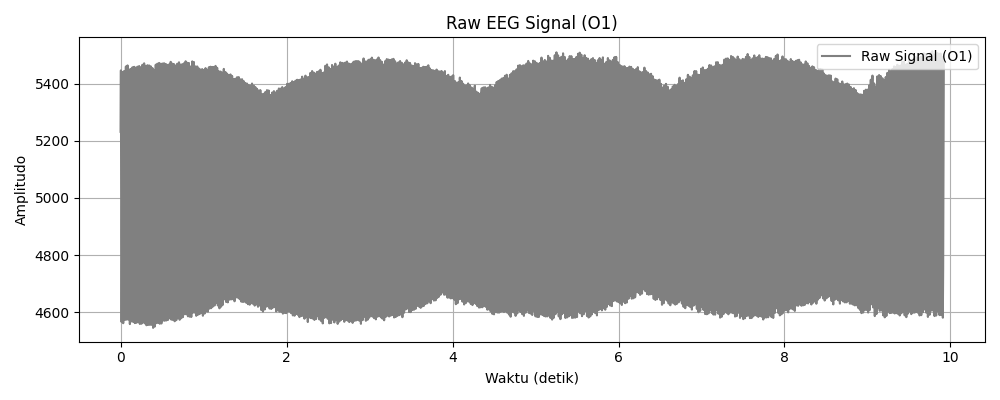 Raw EEG Signal (O1)
Raw Signal (O1)
5400
5200
5000
4800
4600
Amplitudo
0 2 4 6 8 10
Waktu (detik)